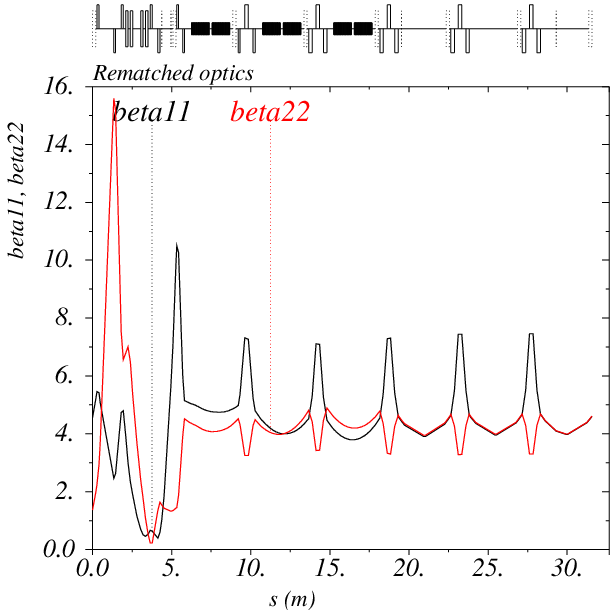 Rematched optics
beta11 beta22
beta11, beta22
16.
14.
12.
10.
8.
6.
4.
2.
0.0
0.0 5. 10. 15. 20. 25. 30.
s (m)